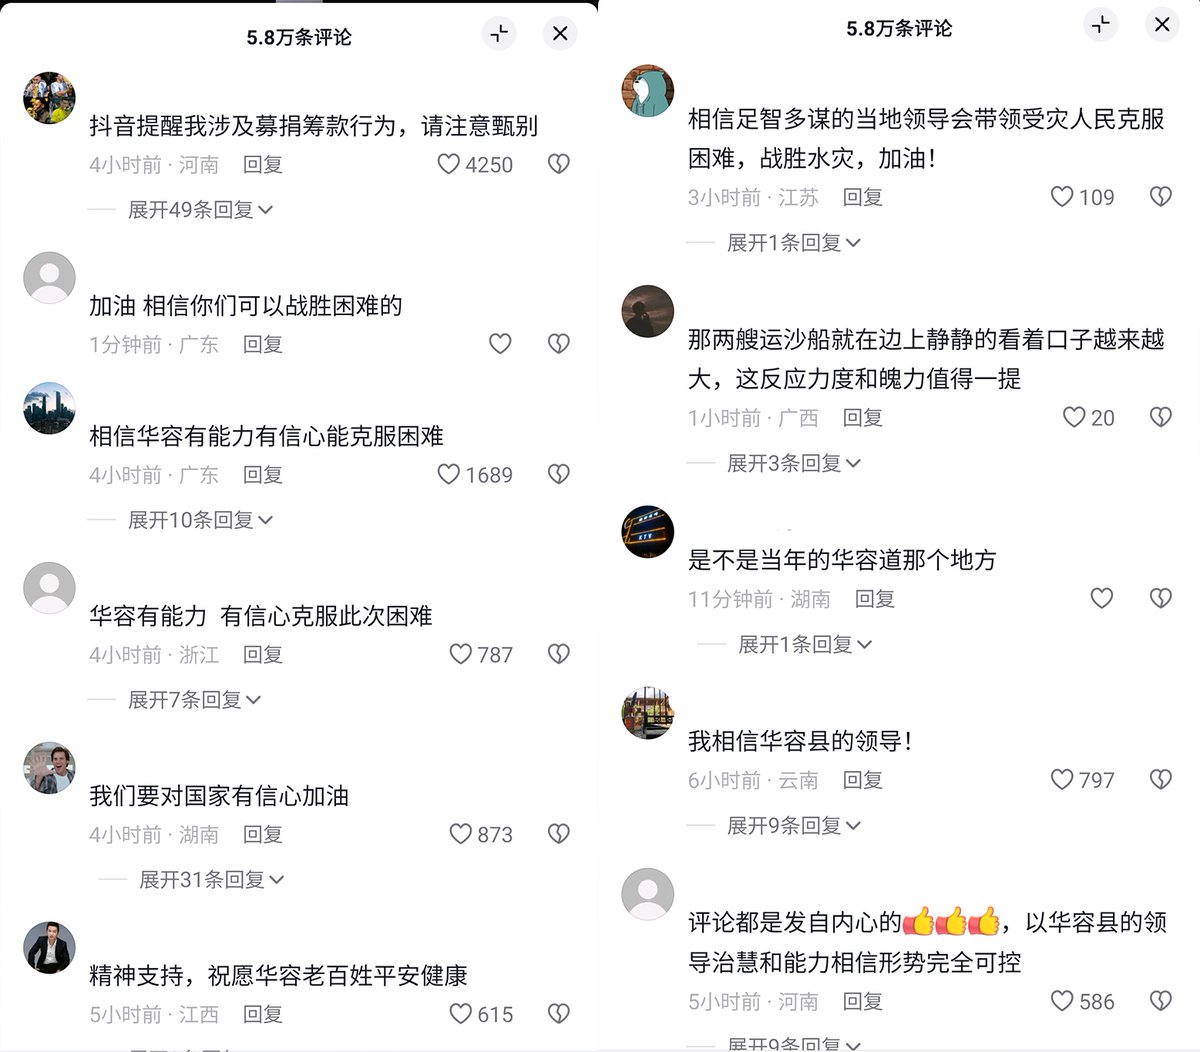 5.8万条评论
抖音提醒我涉及募捐筹款行为，请注意甄别
4小时前 · 河南 回复 4250
展开49条回复
加油 相信你们可以战胜困难的
1分钟前 · 广东 回复
相信华容有能力有信心能克服困难
4小时前 · 广东 回复 1689
展开10条回复
华容有能力 有信心克服此次困难
4小时前 · 浙江 回复 787
展开7条回复
我们要对国家有信心加油
4小时前 · 湖南 回复 873
展开31条回复
精神支持，祝愿华容老百姓平安健康
5小时前 · 江西 回复 615
5.8万条评论
相信足智多谋的当地领导会带领受灾人民克服
困难，战胜水灾，加油！
3小时前 · 江苏 回复 109
展开1条回复
那两艘运沙船就在边上静静的看着口子越来越
大，这反应力度和魄力值得一提
1小时前 · 广西 回复 20
展开3条回复
是不是当年的华容道那个地方
11分钟前 · 湖南 回复
展开1条回复
我相信华容县的领导！
6小时前 · 云南 回复 797
展开9条回复
评论都是发自内心的👍👍👍，以华容县的领
导治慧和能力相信形势完全可控
5小时前 · 河南 回复 586
展开9条回复